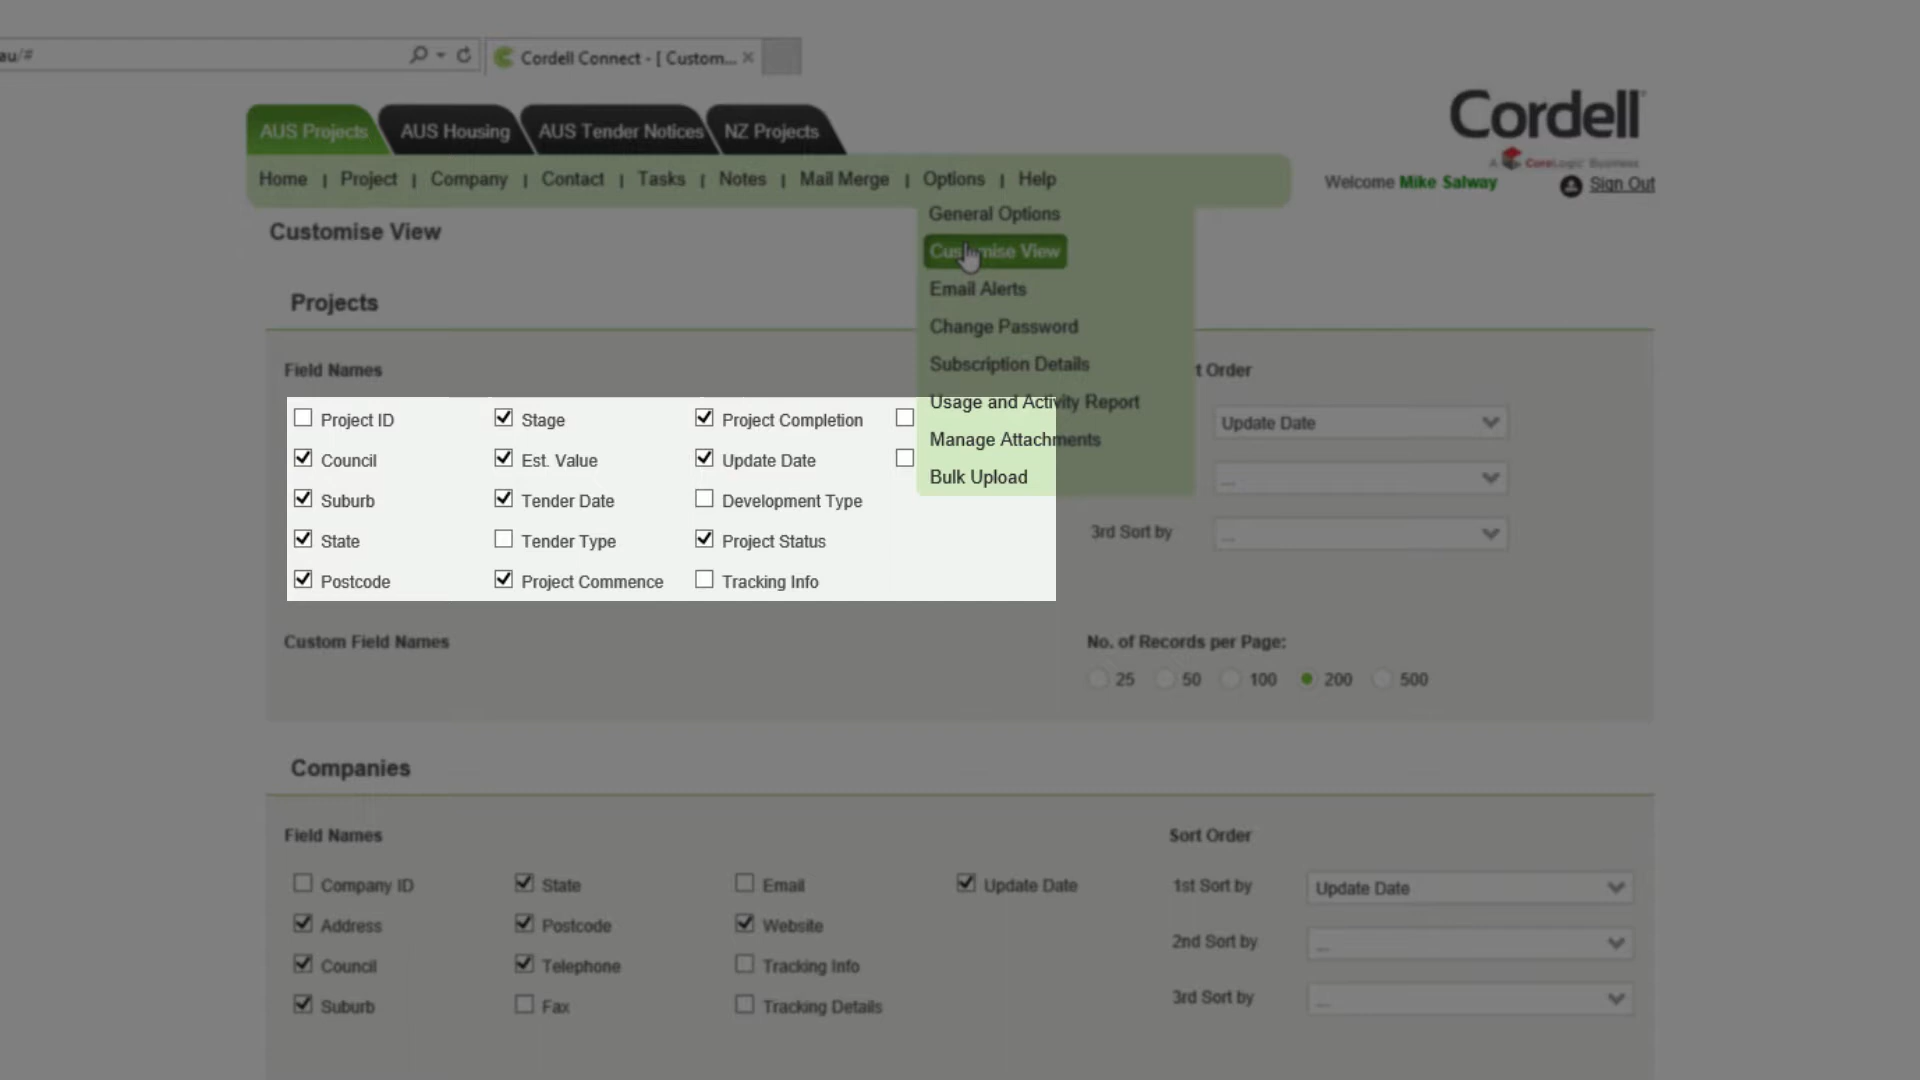 au/#
Cordell Connect - [ Custom...
AUS Projects
AUS Housing
AUS Tender Notices
NZ Projects
Cordell
A CoreLogic Business
Home | Project | Company | Contact | Tasks | Notes | Mail Merge | Options | Help
Welcome Mike Salway
Sign Out
General Options
Customise View
Email Alerts
Change Password
Subscription Details
Usage and Activity Report
Manage Attachments
Bulk Upload
Customise View
Projects
Field Names
t Order
Project ID
Stage
Project Completion
Update Date
Council
Est. Value
Update Date
...
Suburb
Tender Date
Development Type
State
Tender Type
Project Status
3rd Sort by
...
Postcode
Project Commence
Tracking Info
Custom Field Names
No. of Records per Page:
25 50 100 200 500
Companies
Field Names
Sort Order
Company ID
State
Email
Update Date
1st Sort by
Update Date
Address
Postcode
Website
2nd Sort by
...
Council
Telephone
Tracking Info
Suburb
Fax
Tracking Details
3rd Sort by
...